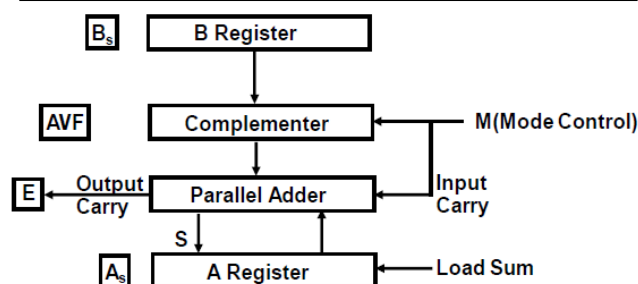 Bs B Register
AVF Complementer M(Mode Control)
E Output Carry Parallel Adder Input Carry
S
As A Register Load Sum